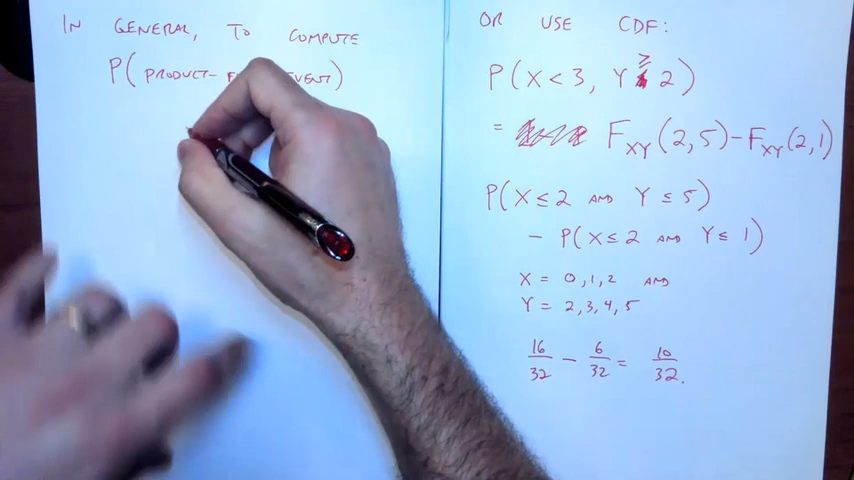 IN GENERAL, TO COMPUTE
P( PRODUCT- EVENT)
OR USE CDF:
P( X < 3, Y ≥ 2 )
= F_XY (2,5) - F_XY (2,1)
P( X ≤ 2 AND Y ≤ 5 )
- P( X ≤ 2 AND Y ≤ 1 )
X = 0,1,2 AND
Y = 2,3,4,5
16/32 - 6/32 = 10/32.